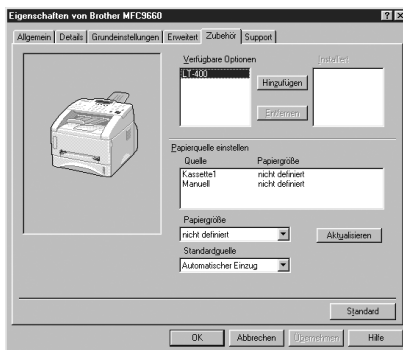 Eigenschaften von Brother MFC9660
Allgemein Details Grundeinstellungen Erweitert Zubehör Support
Verfügbare Optionen Installiert
LT-400
Hinzufügen
Entfernen
Papierquelle einstellen
Quelle Papiergröße
Kassette1 nicht definiert
Manuell nicht definiert
Papiergröße
nicht definiert Aktualisieren
Standardquelle
Automatischer Einzug
Standard
OK Abbrechen Übernehmen Hilfe